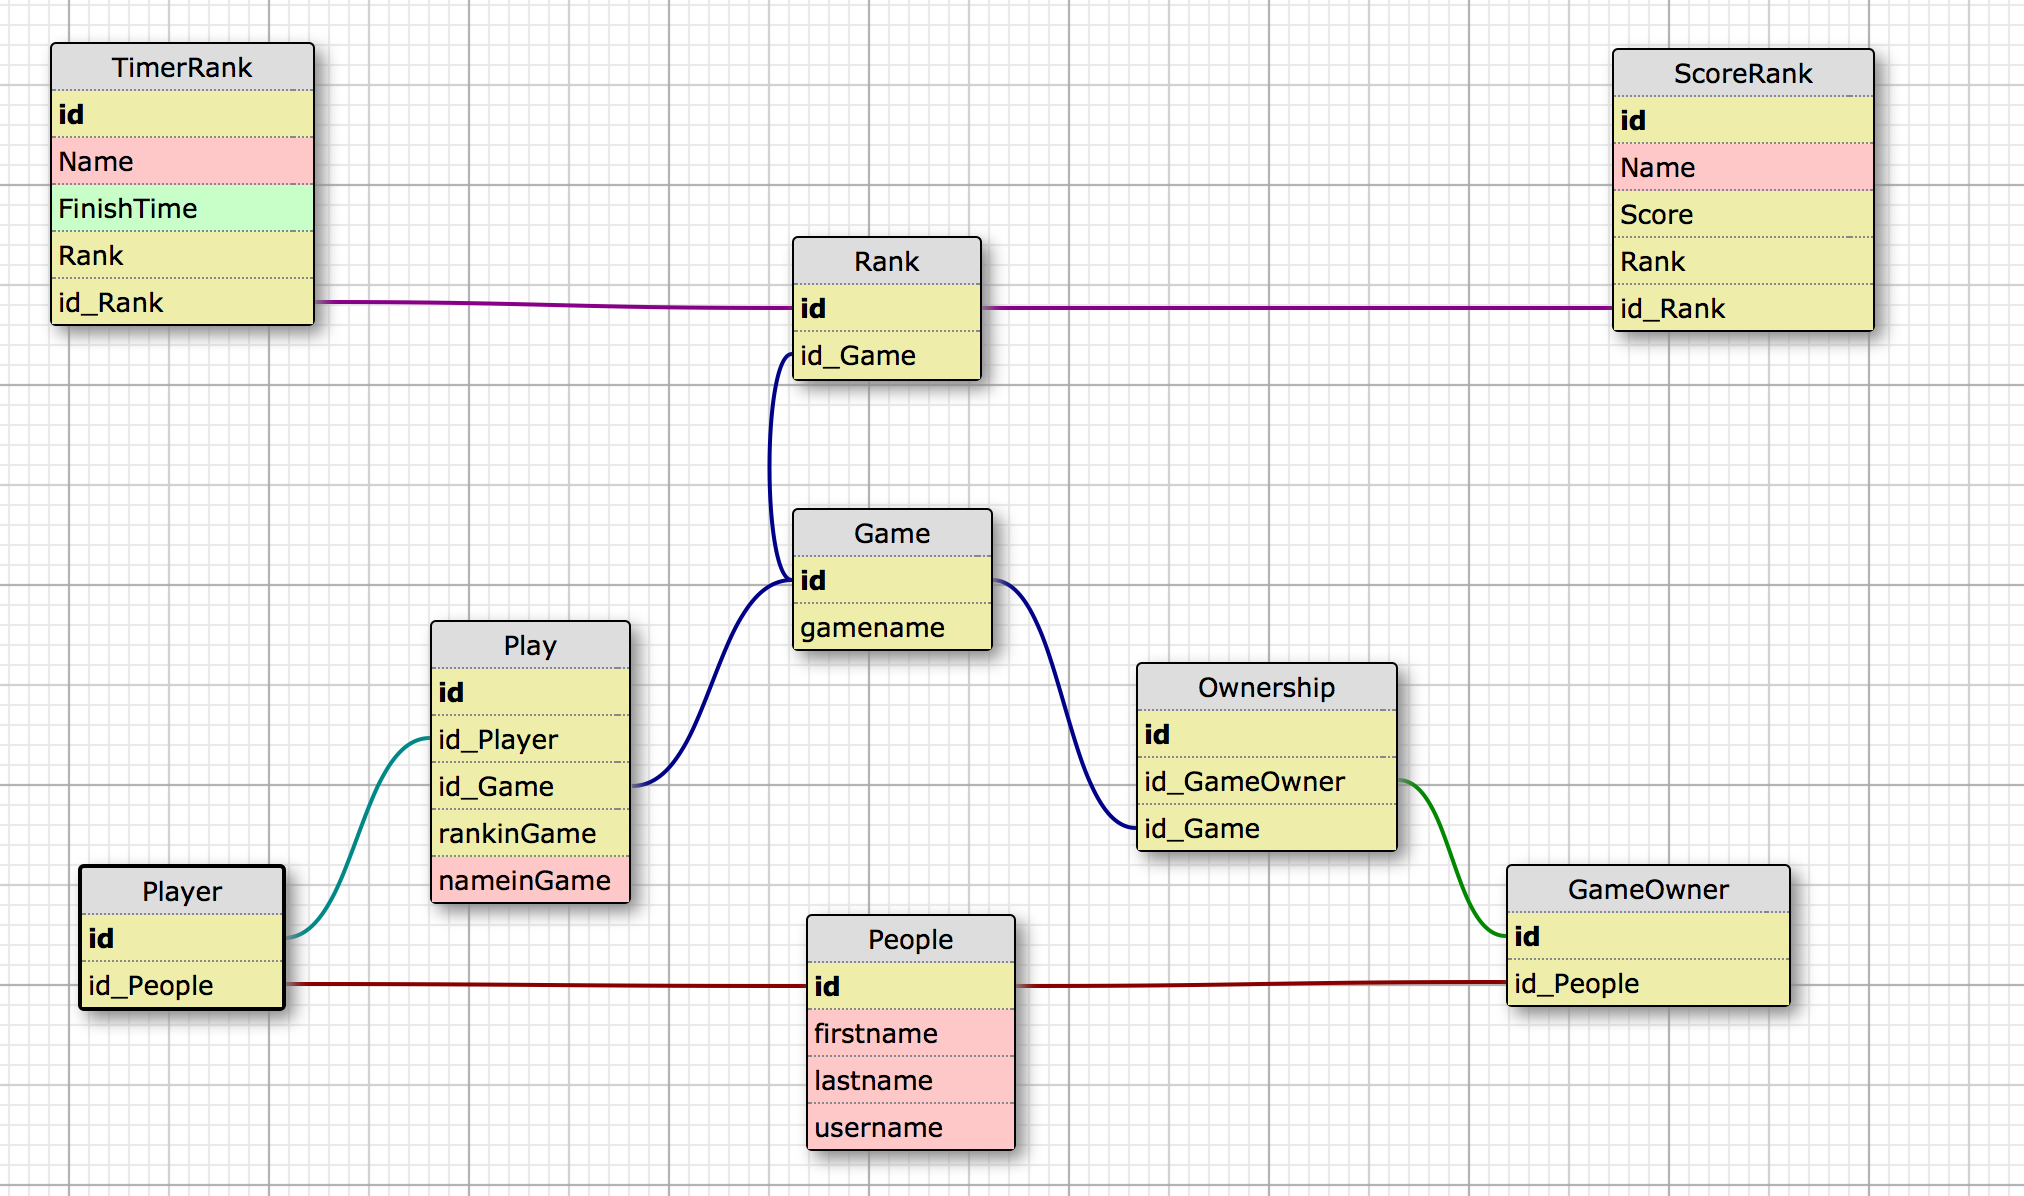 TimerRank
id
Name
FinishTime
Rank
id_Rank
ScoreRank
id
Name
Score
Rank
id_Rank
Rank
id
id_Game
Game
id
gamename
Play
id
id_Player
id_Game
rankinGame
nameinGame
Ownership
id
id_GameOwner
id_Game
Player
id
id_People
People
id
firstname
lastname
username
GameOwner
id
id_People